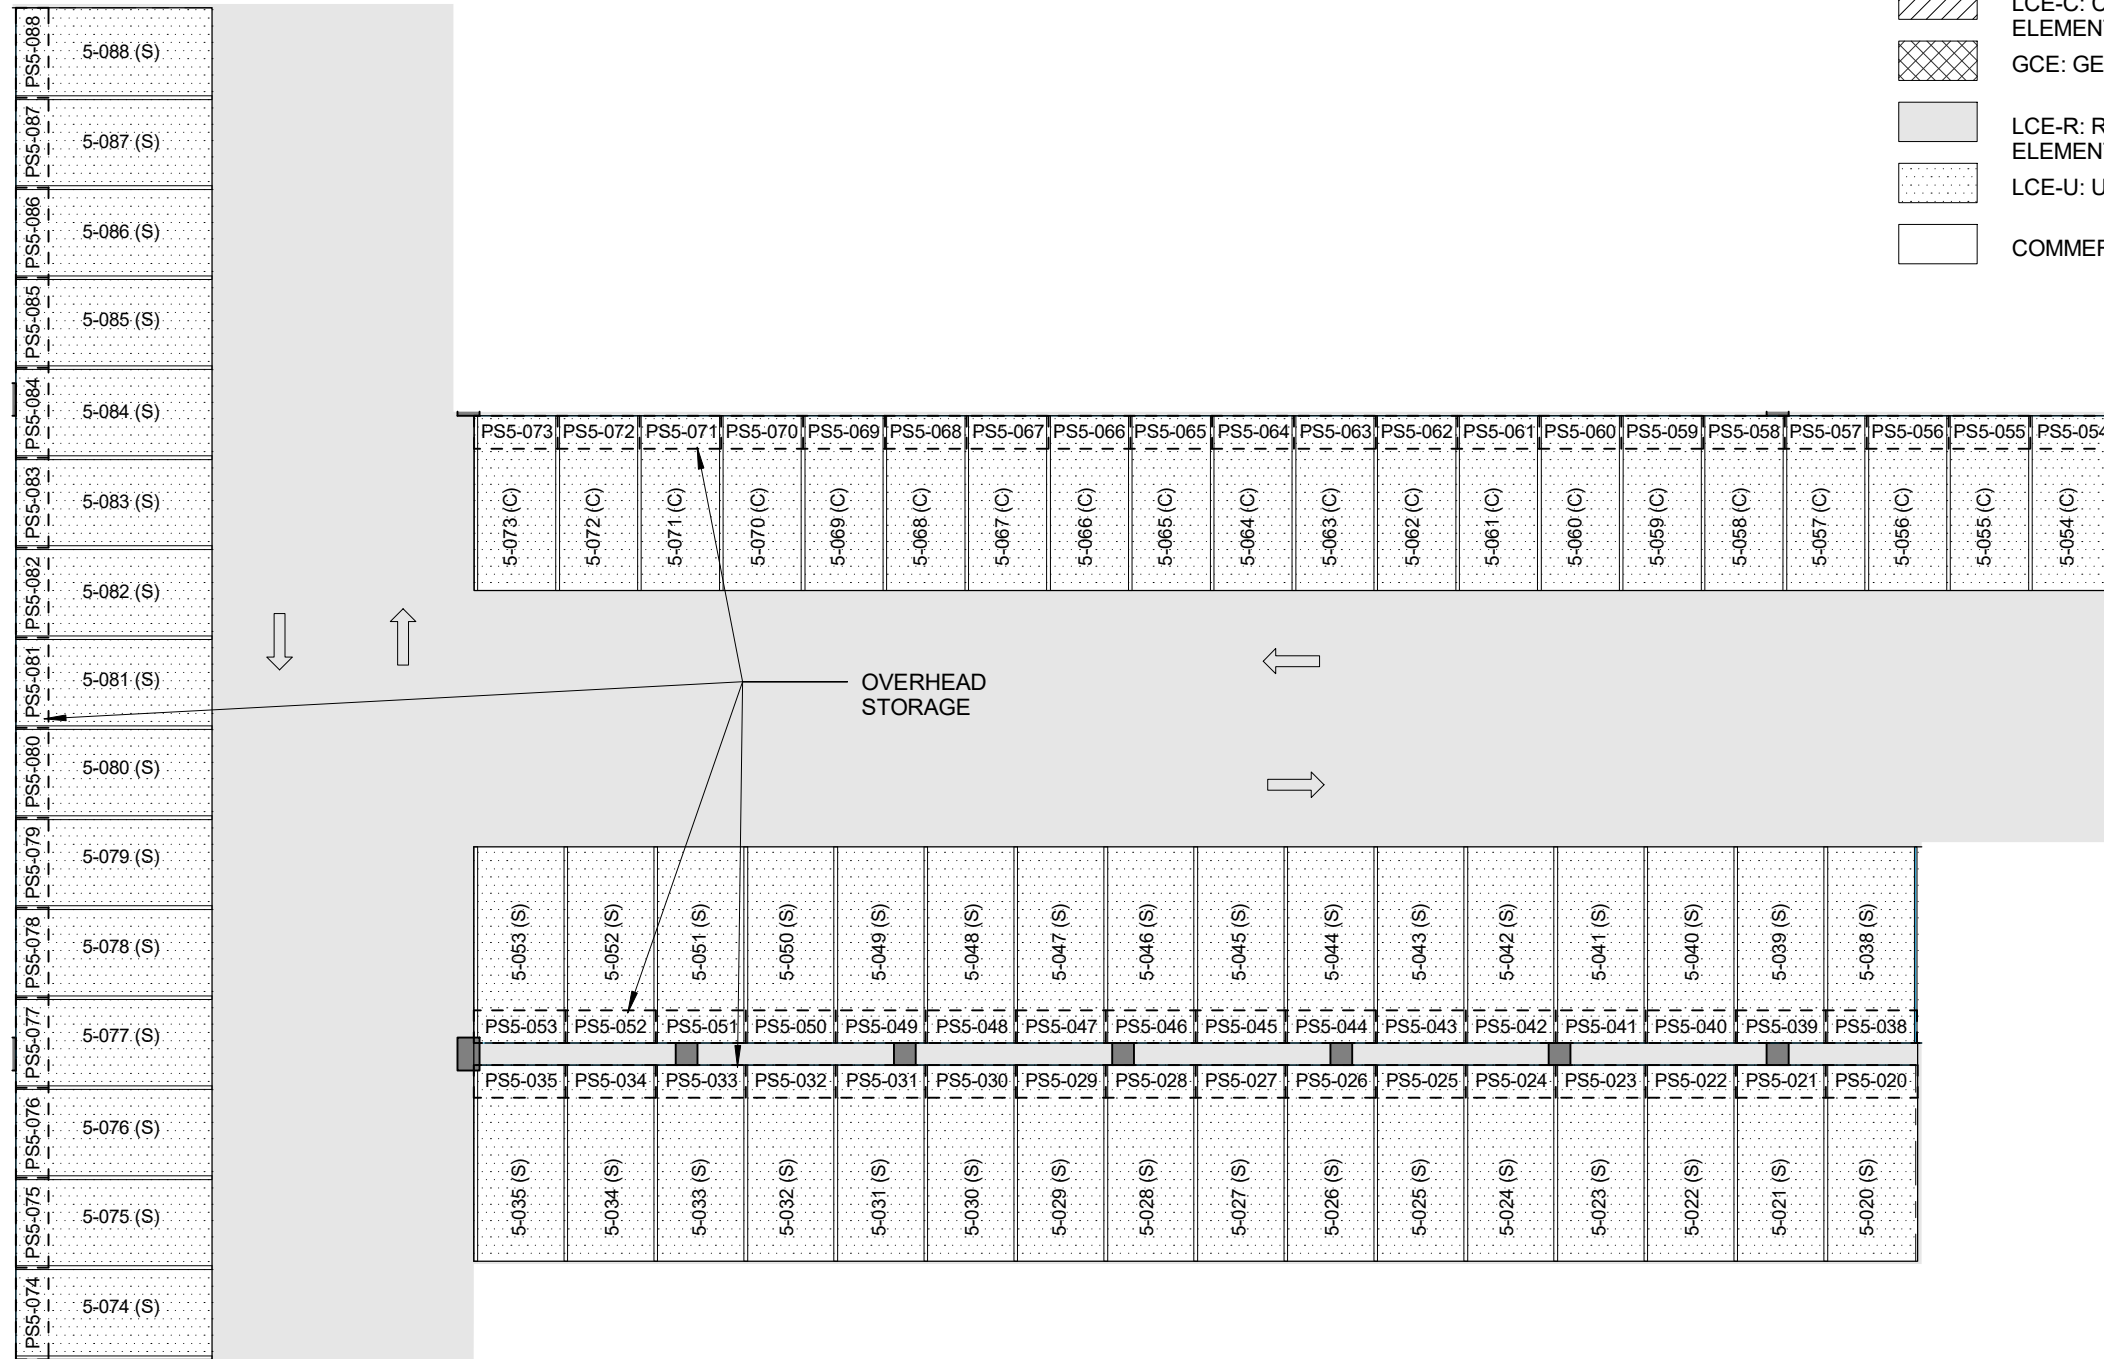 LCE-C: C
ELEMEN
GCE: GE
LCE-R: R
ELEMEN
LCE-U: U
COMME
PS5-088 5-088 (S)
PS5-087 5-087 (S)
PS5-086 5-086 (S)
PS5-085 5-085 (S)
PS5-084 5-084 (S)
PS5-083 5-083 (S)
PS5-082 5-082 (S)
PS5-081 5-081 (S)
PS5-080 5-080 (S)
PS5-079 5-079 (S)
PS5-078 5-078 (S)
PS5-077 5-077 (S)
PS5-076 5-076 (S)
PS5-075 5-075 (S)
PS5-074 5-074 (S)
PS5-073 PS5-072 PS5-071 PS5-070 PS5-069 PS5-068 PS5-067 PS5-066 PS5-065 PS5-064 PS5-063 PS5-062 PS5-061 PS5-060 PS5-059 PS5-058 PS5-057 PS5-056 PS5-055 PS5-054
5-073 (C) 5-072 (C) 5-071 (C) 5-070 (C) 5-069 (C) 5-068 (C) 5-067 (C) 5-066 (C) 5-065 (C) 5-064 (C) 5-063 (C) 5-062 (C) 5-061 (C) 5-060 (C) 5-059 (C) 5-058 (C) 5-057 (C) 5-056 (C) 5-055 (C) 5-054 (C)
OVERHEAD
STORAGE
5-053 (S) 5-052 (S) 5-051 (S) 5-050 (S) 5-049 (S) 5-048 (S) 5-047 (S) 5-046 (S) 5-045 (S) 5-044 (S) 5-043 (S) 5-042 (S) 5-041 (S) 5-040 (S) 5-039 (S) 5-038 (S)
PS5-053 PS5-052 PS5-051 PS5-050 PS5-049 PS5-048 PS5-047 PS5-046 PS5-045 PS5-044 PS5-043 PS5-042 PS5-041 PS5-040 PS5-039 PS5-038
PS5-035 PS5-034 PS5-033 PS5-032 PS5-031 PS5-030 PS5-029 PS5-028 PS5-027 PS5-026 PS5-025 PS5-024 PS5-023 PS5-022 PS5-021 PS5-020
5-035 (S) 5-034 (S) 5-033 (S) 5-032 (S) 5-031 (S) 5-030 (S) 5-029 (S) 5-028 (S) 5-027 (S) 5-026 (S) 5-025 (S) 5-024 (S) 5-023 (S) 5-022 (S) 5-021 (S) 5-020 (S)